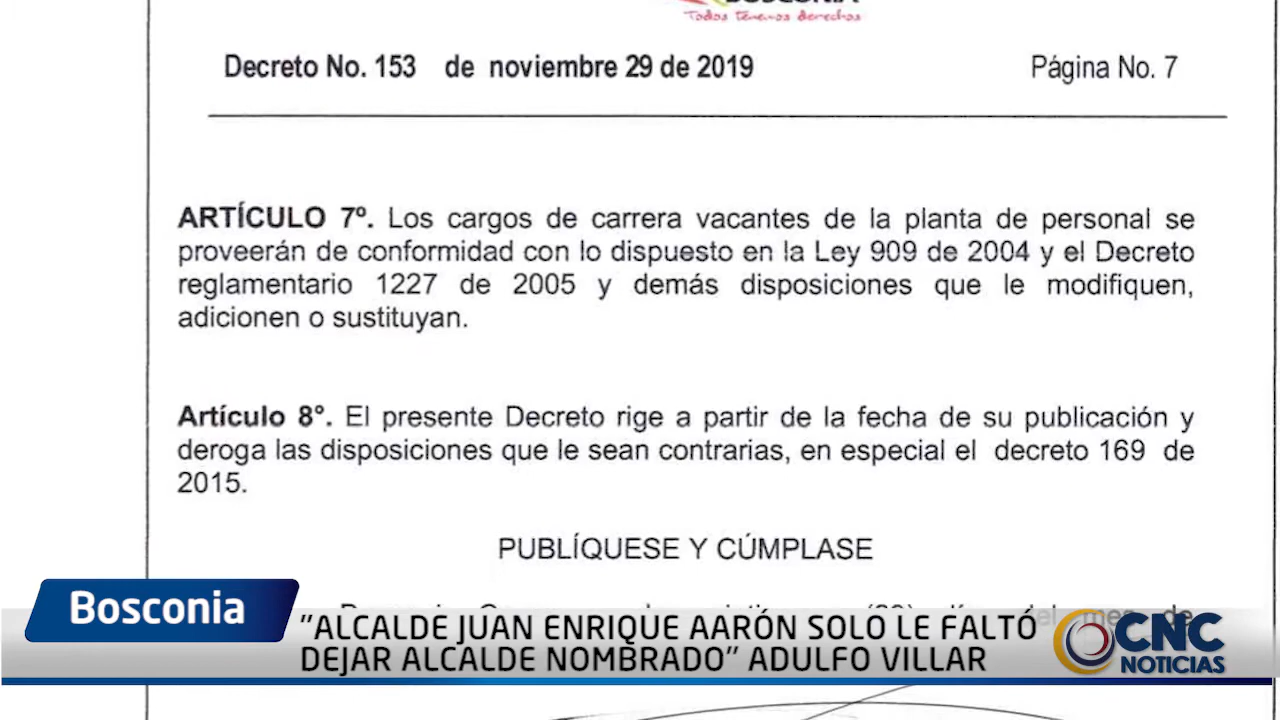 BOSCONIA
Todos tenemos derechos
Decreto No. 153 de noviembre 29 de 2019 Página No. 7
ARTÍCULO 7º. Los cargos de carrera vacantes de la planta de personal se
proveerán de conformidad con lo dispuesto en la Ley 909 de 2004 y el Decreto
reglamentario 1227 de 2005 y demás disposiciones que le modifiquen,
adicionen o sustituyan.
Artículo 8°. El presente Decreto rige a partir de la fecha de su publicación y
deroga las disposiciones que le sean contrarias, en especial el decreto 169 de
2015.
PUBLÍQUESE Y CÚMPLASE
mes de
Bosconia
"ALCALDE JUAN ENRIQUE AARÓN SOLO LE FALTÓ
DEJAR ALCALDE NOMBRADO" ADULFO VILLAR
CNC
NOTICIAS